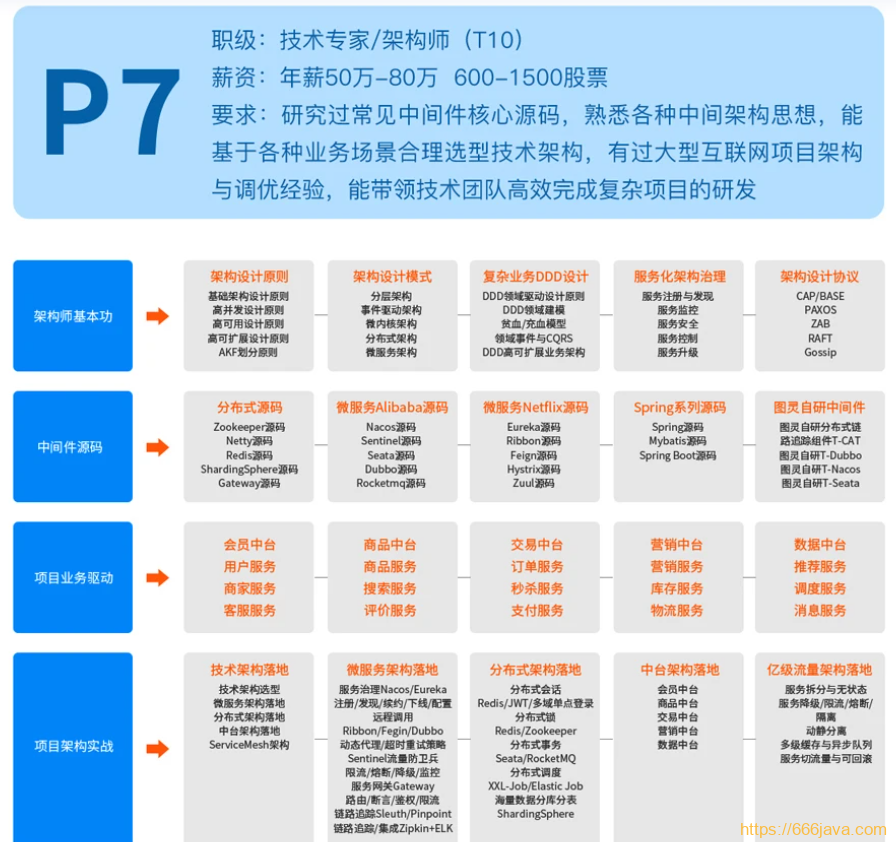 P7
职级：技术专家/架构师（T10）
薪资：年薪50万-80万 600-1500股票
要求：研究过常见中间件核心源码，熟悉各种中间架构思想，能
基于各种业务场景合理选型技术架构，有过大型互联网项目架构
与调优经验，能带领技术团队高效完成复杂项目的研发
架构师基本功
架构设计原则
基础架构设计原则
高并发设计原则
高可用设计原则
高可扩展设计原则
AKF划分原则
架构设计模式
分层架构
事件驱动架构
微内核架构
分布式架构
微服务架构
复杂业务DDD设计
DDD领域驱动设计原则
DDD领域建模
贫血/充血模型
领域事件与CQRS
DDD高可扩展业务架构
服务化架构治理
服务注册与发现
服务监控
服务安全
服务控制
服务升级
架构设计协议
CAP/BASE
PAXOS
ZAB
RAFT
Gossip
中间件源码
分布式源码
Zookeeper源码
Netty源码
Redis源码
ShardingSphere源码
Gateway源码
微服务Alibaba源码
Nacos源码
Sentinel源码
Seata源码
Dubbo源码
Rocketmq源码
微服务Netflix源码
Eureka源码
Ribbon源码
Feign源码
Hystrix源码
Zuul源码
Spring系列源码
Spring源码
Mybatis源码
Spring Boot源码
图灵自研中间件
图灵自研分布式链
路追踪组件T-CAT
图灵自研T-Dubbo
图灵自研T-Nacos
图灵自研T-Seata
项目业务驱动
会员中台
用户服务
商家服务
客服服务
商品中台
商品服务
搜索服务
评价服务
交易中台
订单服务
秒杀服务
支付服务
营销中台
营销服务
库存服务
物流服务
数据中台
推荐服务
调度服务
消息服务
项目架构实战
技术架构落地
技术架构选型
微服务架构落地
分布式架构落地
中台架构落地
ServiceMesh架构
微服务架构落地
服务治理Nacos/Eureka
注册/发现/续约/下线/配置
远程调用
Ribbon/Fegin/Dubbo
动态代理/超时重试策略
Sentinel流量防卫兵
限流/熔断/降级/监控
服务网关Gateway
路由/断言/鉴权/限流
链路追踪Sleuth/Pinpoint
链路追踪/集成Zipkin+ELK
分布式架构落地
分布式会话
Redis/JWT/多域单点登录
分布式锁
Redis/Zookeeper
分布式事务
Seata/RocketMQ
分布式调度
XXL-Job/Elastic Job
海量数据分库分表
ShardingSphere
中台架构落地
会员中台
商品中台
交易中台
营销中台
数据中台
亿级流量架构落地
服务拆分与无状态
服务降级/限流/熔断/
隔离
动静分离
多级缓存与异步队列
服务切流量与可回滚
https://666java.com